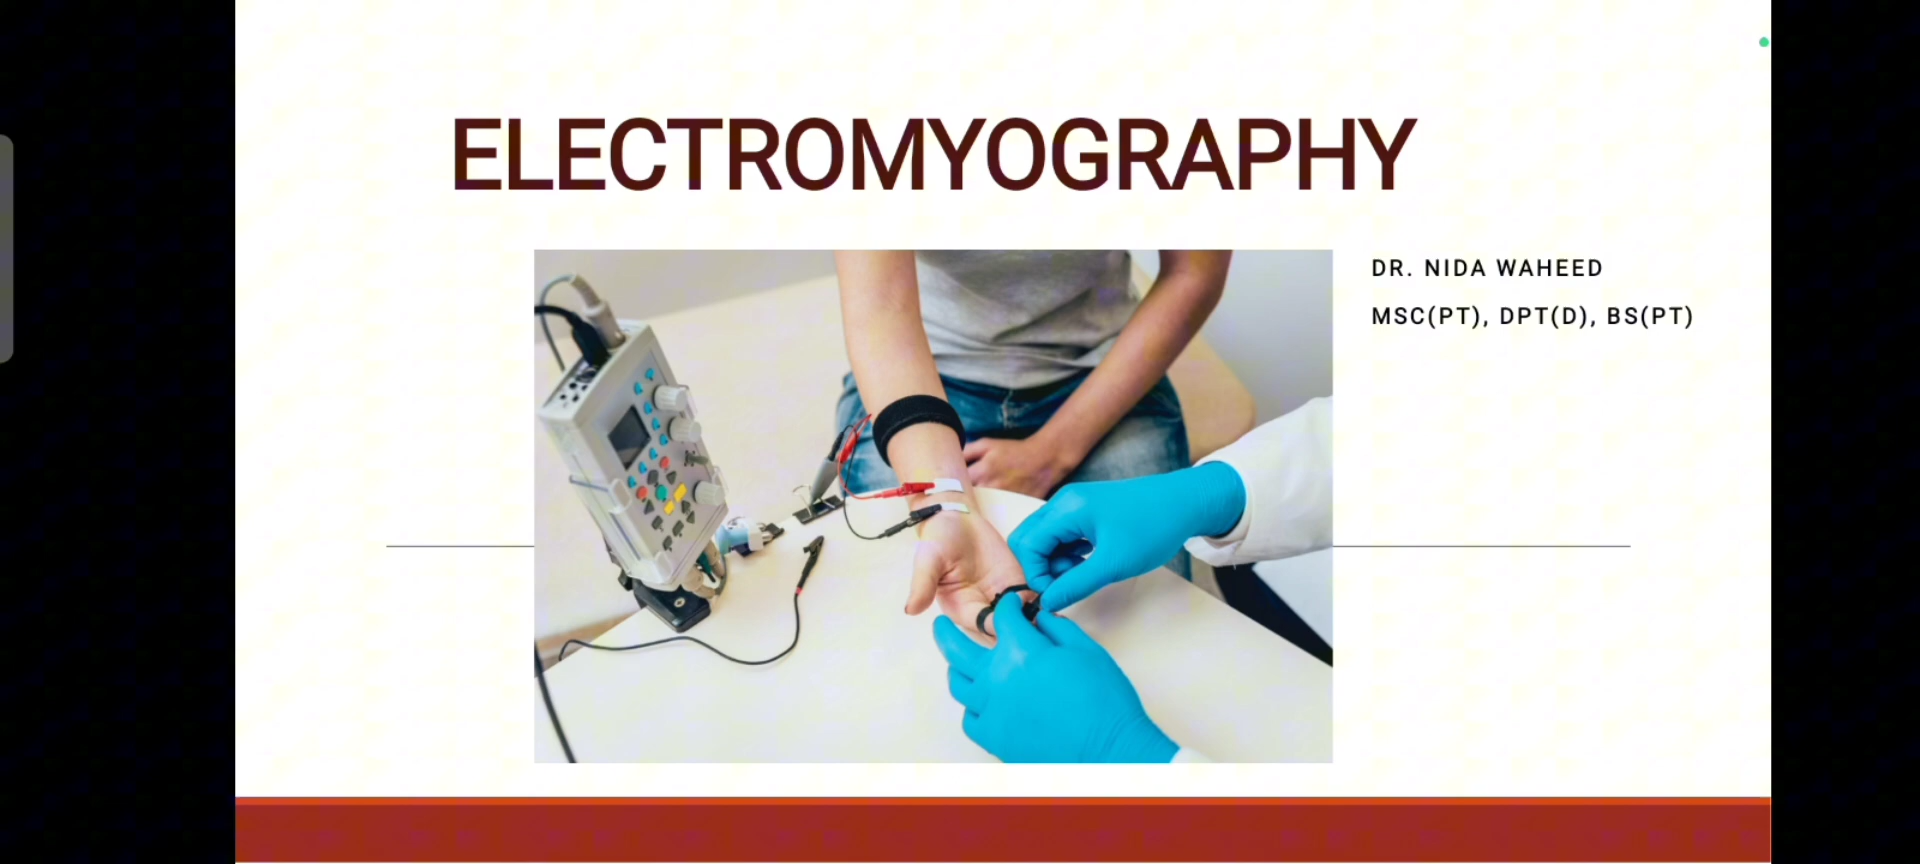 ELECTROMYOGRAPHY
DR. NIDA WAHEED
MSC(PT), DPT(D), BS(PT)